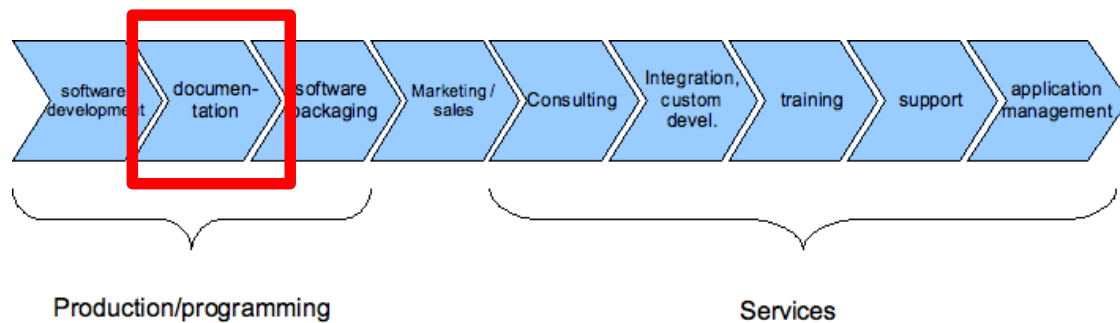 software
development
documen-
tation
software
packaging
Marketing /
sales
Consulting
Integration,
custom
devel.
training
support
application
management
Production/programming
Services